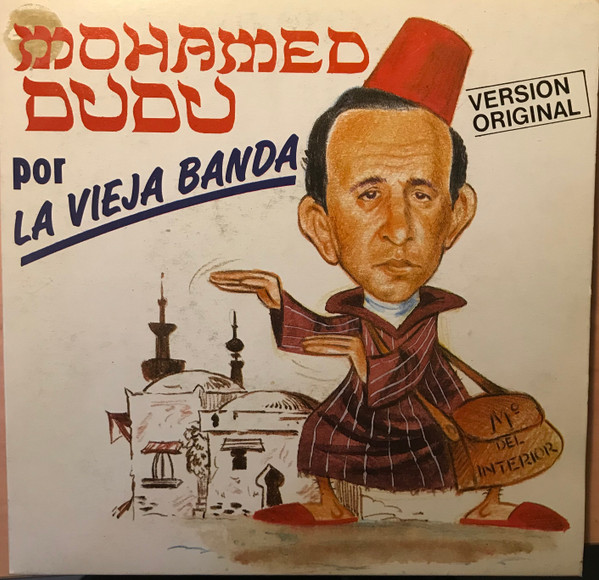 MOHAMED
DUDU
por
LA VIEJA BANDA
VERSION
ORIGINAL
Mº
DEL
INTERIOR